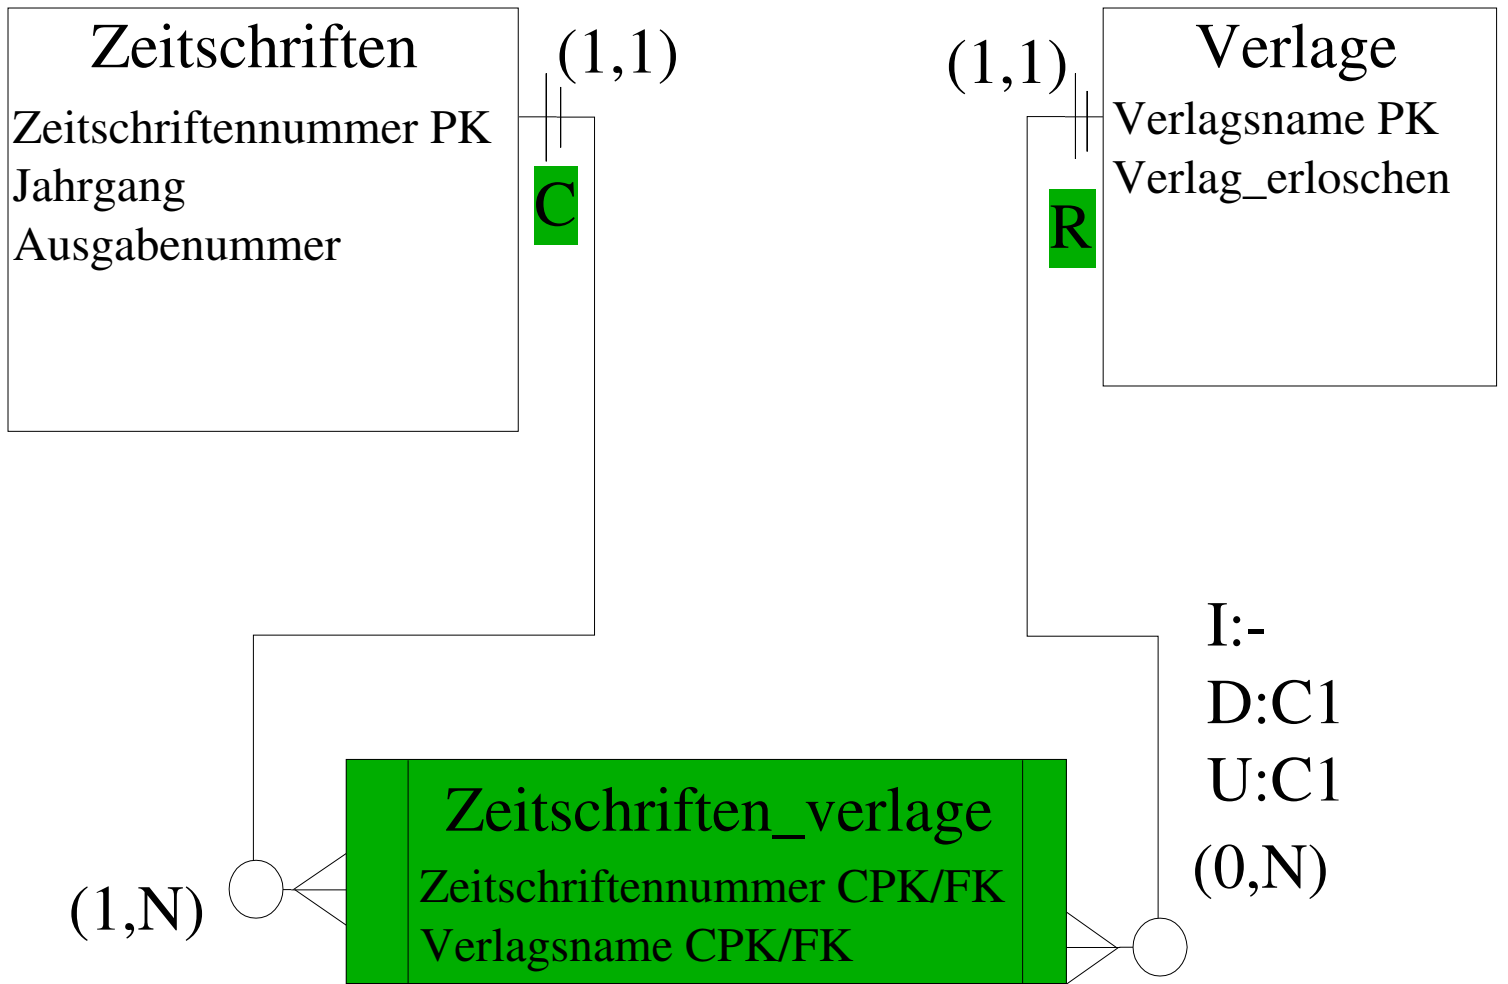 Zeitschriften
(1,1)
Zeitschriftennummer PK
Jahrgang
Ausgabenummer
C
(1,1)
Verlage
Verlagsname PK
Verlag_erloschen
R
I:-
D:C1
U:C1
(0,N)
(1,N)
Zeitschriften_verlage
Zeitschriftennummer CPK/FK
Verlagsname CPK/FK